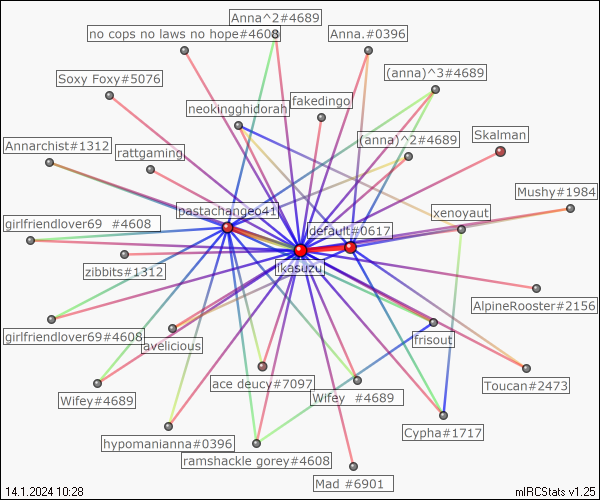 Anna^2#4689
no cops no laws no hope#4608
Anna.#0396
(anna)^3#4689
Soxy Foxy#5076
fakedingo
neokingghidorah
Skalman
(anna)^2#4689
Annarchist#1312
rattgaming
Mushy#1984
pastachangeo41
xenoyaut
girlfriendlover69 #4608
default#0617
zibbits#1312
ikasuzu
AlpineRooster#2156
girlfriendlover69#4608
avelicious
frisout
ace deucy#7097
Toucan#2473
Wifey#4689
Wifey #4689
Cypha#1717
hypomanianna#0396
ramshackle gorey#4608
Mad #6901
14.1.2024 10:28
mIRCStats v1.25